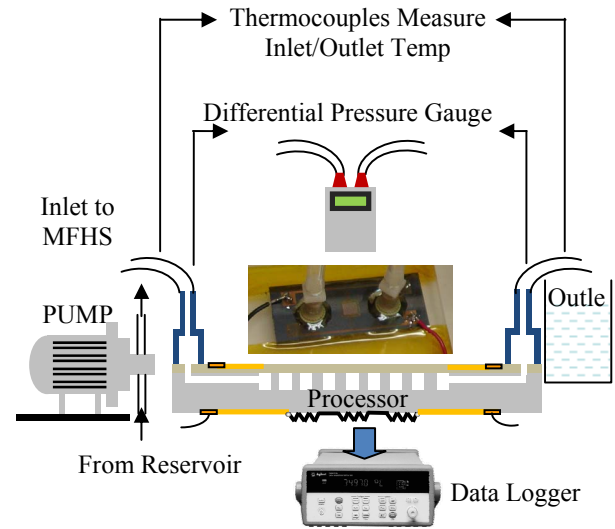 Thermocouples Measure
Inlet/Outlet Temp
Differential Pressure Gauge
Inlet to
MFHS
PUMP
Outle
Processor
From Reservoir
Data Logger